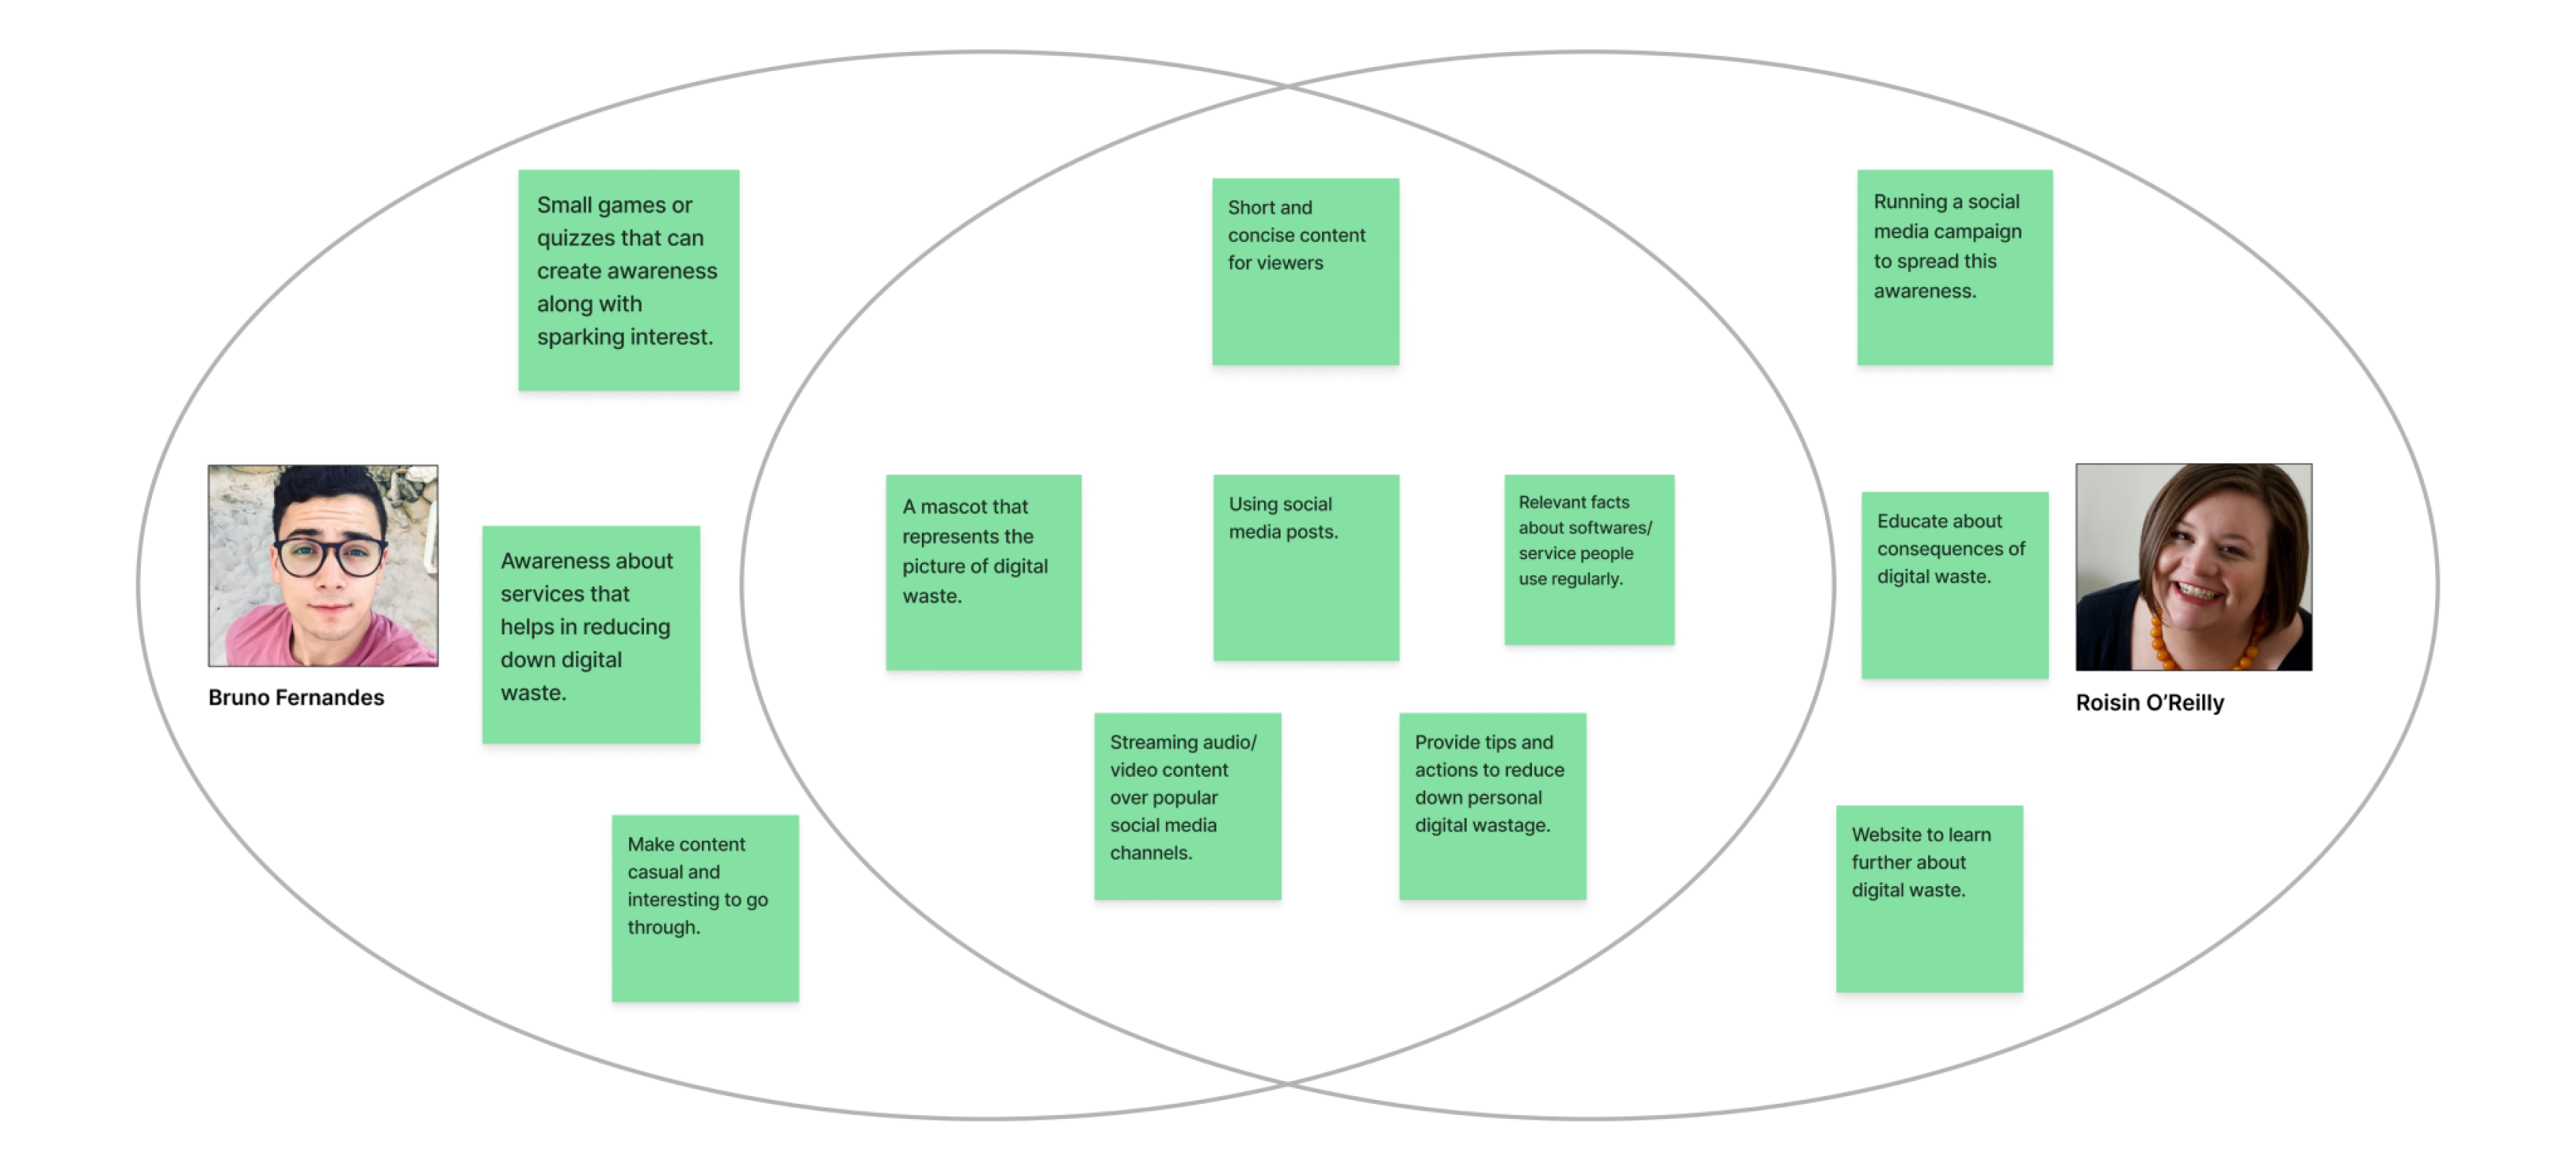 Small games or
quizzes that can
create awareness
along with
sparking interest.
Bruno Fernandes
Awareness about
services that
helps in reducing
down digital
waste.
Make content
casual and
interesting to go
through.
Short and
concise content
for viewers
A mascot that
represents the
picture of digital
waste.
Using social
media posts.
Relevant facts
about softwares/
service people
use regularly.
Streaming audio/
video content
over popular
social media
channels.
Provide tips and
actions to reduce
down personal
digital wastage.
Running a social
media campaign
to spread this
awareness.
Educate about
consequences of
digital waste.
Roisin O’Reilly
Website to learn
further about
digital waste.